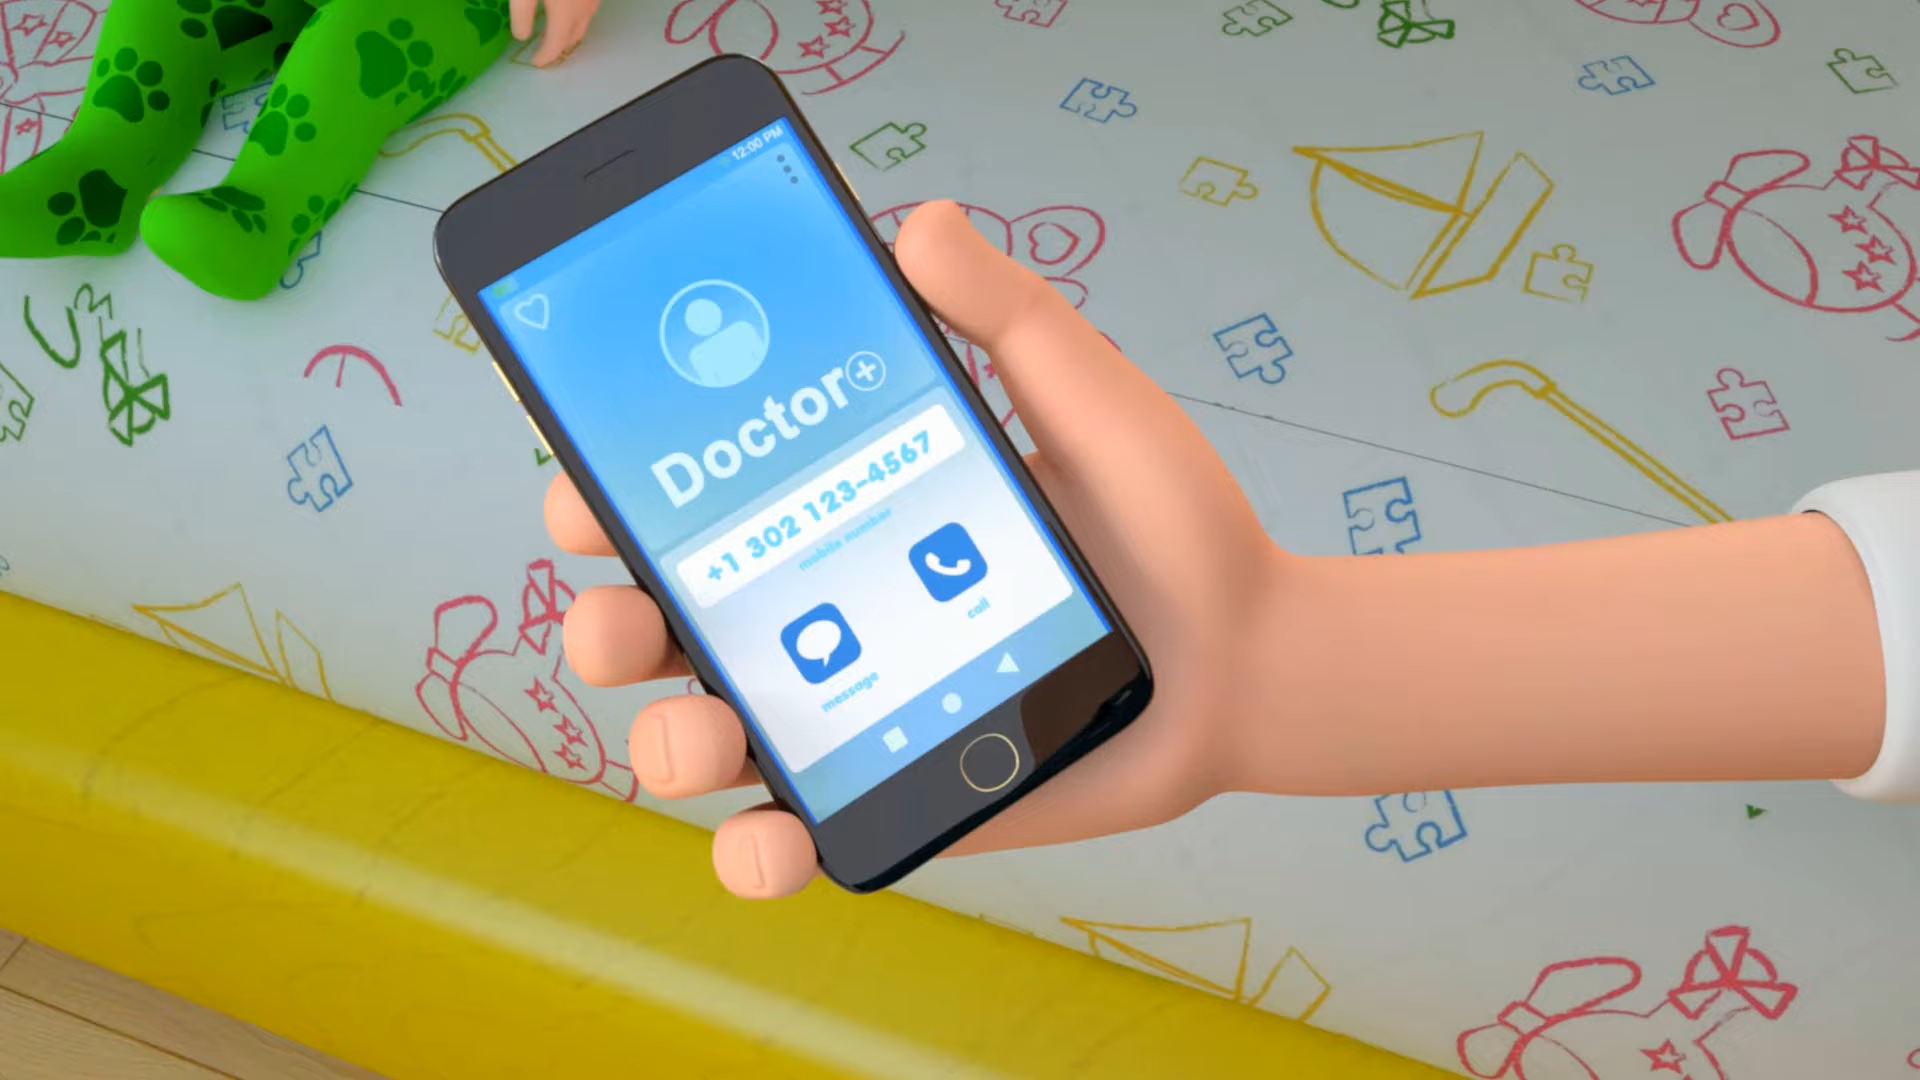 12:00 PM
Doctor+
+1 302 123-4567
mobile number
message
call